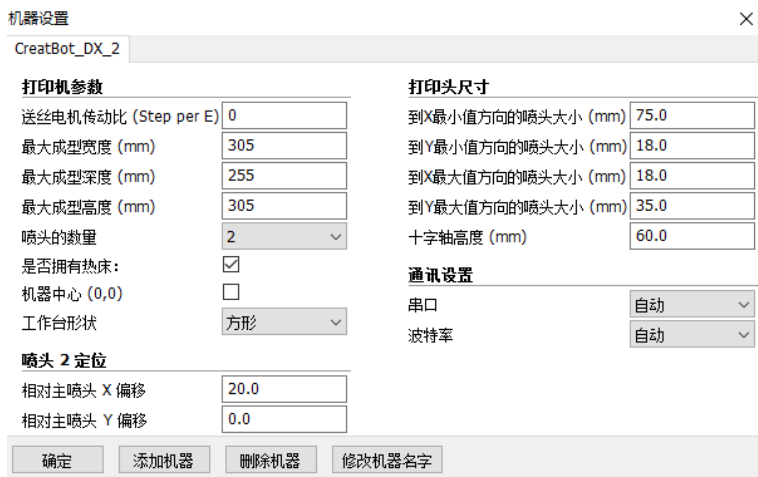 机器设置
CreatBot_DX_2
打印机参数
送丝电机传动比 (Step per E) 0
最大成型宽度 (mm) 305
最大成型深度 (mm) 255
最大成型高度 (mm) 305
喷头的数量 2
是否拥有热床:
机器中心 (0,0)
工作台形状 方形
喷头 2 定位
相对主喷头 X 偏移 20.0
相对主喷头 Y 偏移 0.0
打印头尺寸
到X最小值方向的喷头大小 (mm) 75.0
到Y最小值方向的喷头大小 (mm) 18.0
到X最大值方向的喷头大小 (mm) 18.0
到Y最大值方向的喷头大小 (mm) 35.0
十字轴高度 (mm) 60.0
通讯设置
串口 自动
波特率 自动
确定 添加机器 删除机器 修改机器名字